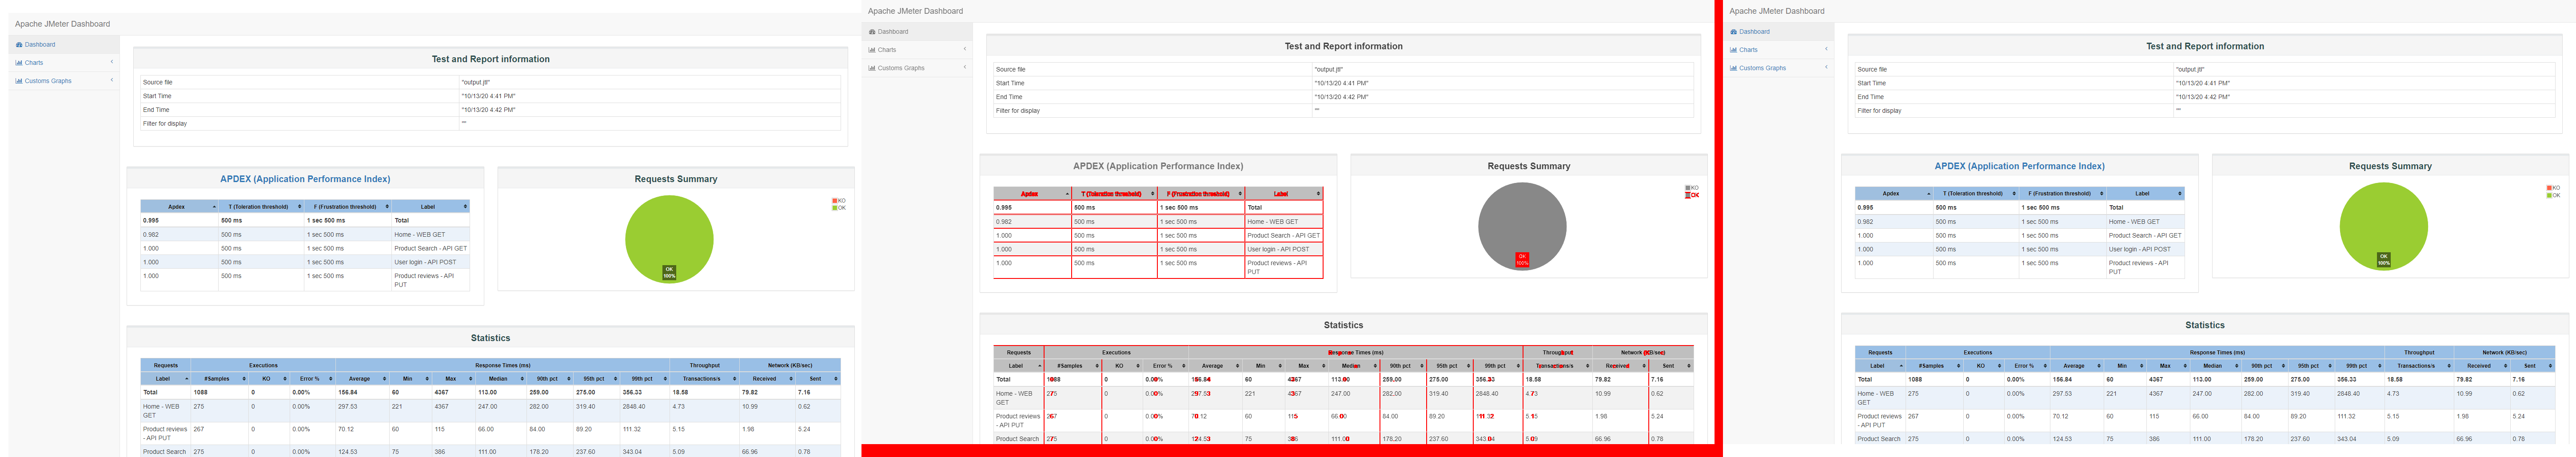 Apache JMeter Dashboard
Dashboard
Charts
Customs Graphs
Test and Report information
Source file "output.jtl"
Start Time "10/13/20 4:41 PM"
End Time "10/13/20 4:42 PM"
Filter for display ""
APDEX (Application Performance Index)
Apdex T (Toleration threshold) F (Frustration threshold) Label
0.995 500 ms 1 sec 500 ms Total
0.982 500 ms 1 sec 500 ms Home - WEB GET
1.000 500 ms 1 sec 500 ms Product Search - API GET
1.000 500 ms 1 sec 500 ms User login - API POST
1.000 500 ms 1 sec 500 ms Product reviews - API
PUT
Requests Summary
KO
OK
OK
100%
Statistics
Requests Executions Response Times (ms) Throughput Network (KB/sec)
Label #Samples KO Error % Average Min Max Median 90th pct 95th pct 99th pct Transactions/s Received Sent
Total 1088 0 0.00% 156.84 60 4367 113.00 259.00 275.00 356.33 18.58 79.82 7.16
Home - WEB
GET 275 0 0.00% 297.53 221 4367 247.00 282.00 319.40 2848.40 4.73 10.99 0.62
Product reviews
- API PUT 267 0 0.00% 70.12 60 115 66.00 84.00 89.20 111.32 5.15 1.98 5.24
Product Search 275 0 0.00% 124.53 75 386 111.00 178.20 237.60 343.04 5.09 66.96 0.78
Apache JMeter Dashboard
Dashboard
Charts
Customs Graphs
Test and Report information
Source file "output.jtl"
Start Time "10/13/20 4:41 PM"
End Time "10/13/20 4:42 PM"
Filter for display ""
APDEX (Application Performance Index)
Apdex T (Toleration threshold) F (Frustration threshold) Label
0.995 500 ms 1 sec 500 ms Total
0.982 500 ms 1 sec 500 ms Home - WEB GET
1.000 500 ms 1 sec 500 ms Product Search - API GET
1.000 500 ms 1 sec 500 ms User login - API POST
1.000 500 ms 1 sec 500 ms Product reviews - API
PUT
Requests Summary
KO
OK
OK
100%
Statistics
Requests Executions Response Times (ms) Throughput Network (KB/sec)
Label #Samples KO Error % Average Min Max Median 90th pct 95th pct 99th pct Transactions/s Received Sent
Total 1088 0 0.00% 156.84 60 4367 113.00 259.00 275.00 356.33 18.58 79.82 7.16
Home - WEB
GET 275 0 0.00% 297.53 221 4367 247.00 282.00 319.40 2848.40 4.73 10.99 0.62
Product reviews
- API PUT 267 0 0.00% 70.12 60 115 66.00 84.00 89.20 111.32 5.15 1.98 5.24
Product Search 275 0 0.00% 124.53 75 386 111.00 178.20 237.60 343.04 5.09 66.96 0.78
Apache JMeter Dashboard
Dashboard
Charts
Customs Graphs
Test and Report information
Source file "output.jtl"
Start Time "10/13/20 4:41 PM"
End Time "10/13/20 4:42 PM"
Filter for display ""
APDEX (Application Performance Index)
Apdex T (Toleration threshold) F (Frustration threshold) Label
0.995 500 ms 1 sec 500 ms Total
0.982 500 ms 1 sec 500 ms Home - WEB GET
1.000 500 ms 1 sec 500 ms Product Search - API GET
1.000 500 ms 1 sec 500 ms User login - API POST
1.000 500 ms 1 sec 500 ms Product reviews - API
PUT
Requests Summary
KO
OK
OK
100%
Statistics
Requests Executions Response Times (ms) Throughput Network (KB/sec)
Label #Samples KO Error % Average Min Max Median 90th pct 95th pct 99th pct Transactions/s Received Sent
Total 1088 0 0.00% 156.84 60 4367 113.00 259.00 275.00 356.33 18.58 79.82 7.16
Home - WEB
GET 275 0 0.00% 297.53 221 4367 247.00 282.00 319.40 2848.40 4.73 10.99 0.62
Product reviews
- API PUT 267 0 0.00% 70.12 60 115 66.00 84.00 89.20 111.32 5.15 1.98 5.24
Product Search 275 0 0.00% 124.53 75 386 111.00 178.20 237.60 343.04 5.09 66.96 0.78